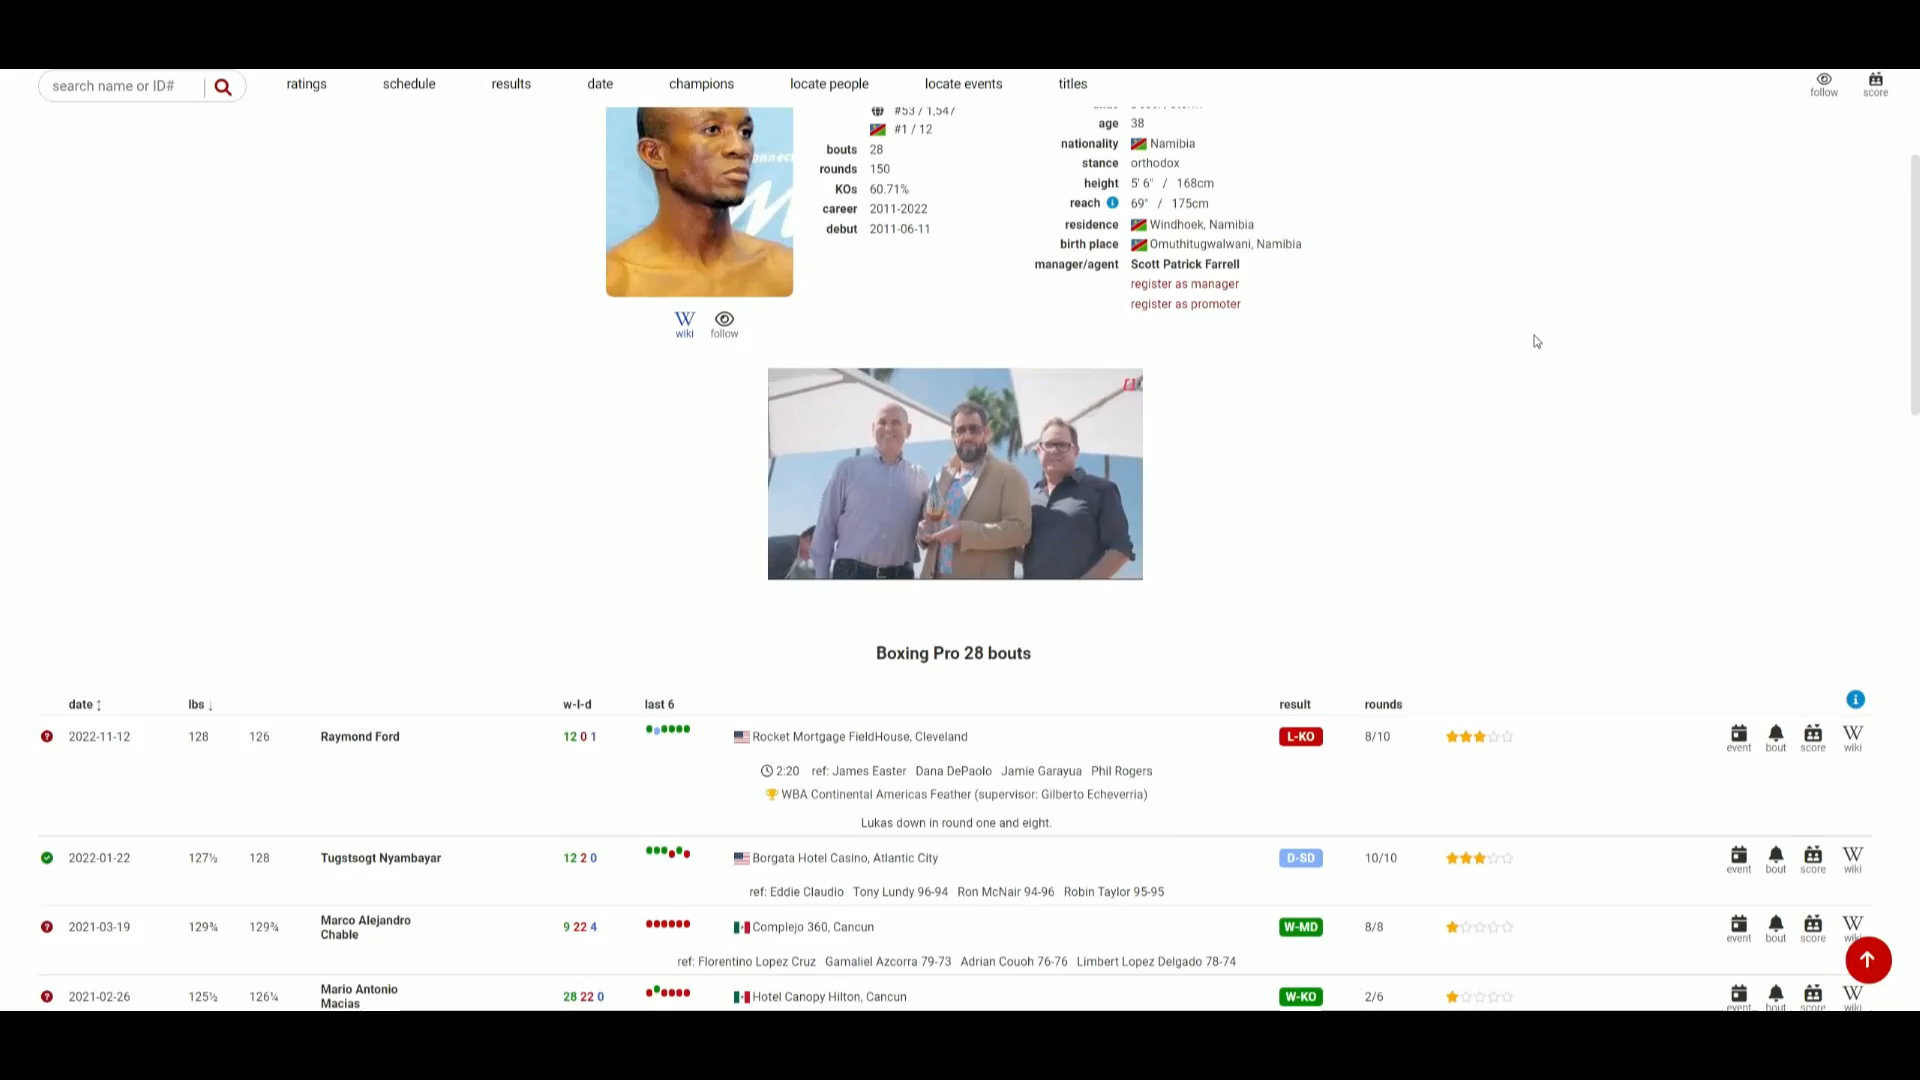 search name or ID# ratings schedule results date champions locate people locate events titles follow score
#53 / 1,547
#1 / 12
bouts 28
rounds 150
KOs 60.71%
career 2011-2022
debut 2011-06-11
age 38
nationality Namibia
stance orthodox
height 5' 6" / 168cm
reach 69" / 175cm
residence Windhoek, Namibia
birth place Omuthitugwalwani, Namibia
manager/agent Scott Patrick Farrell
register as manager
register as promoter
W wiki follow
Boxing Pro 28 bouts
date lbs w-l-d last 6 result rounds
2022-11-12 128 126 Raymond Ford 12 0 1 Rocket Mortgage FieldHouse, Cleveland L-KO 8/10 event bout score wiki
2:20 ref: James Easter Dana DePaolo Jamie Garayua Phil Rogers
WBA Continental Americas Feather (supervisor: Gilberto Echeverria)
Lukas down in round one and eight.
2022-01-22 127½ 128 Tugstsogt Nyambayar 12 2 0 Borgata Hotel Casino, Atlantic City D-SD 10/10 event bout score wiki
ref: Eddie Claudio Tony Lundy 96-94 Ron McNair 94-96 Robin Taylor 95-95
2021-03-19 129¾ 129¾ Marco Alejandro Chable 9 22 4 Complejo 360, Cancun W-MD 8/8 event bout score wiki
ref: Florentino Lopez Cruz Gamaliel Azcorra 79-73 Adrian Couoh 76-76 Limbert Lopez Delgado 78-74
2021-02-26 125½ 126¼ Mario Antonio Macias 28 22 0 Hotel Canopy Hilton, Cancun W-KO 2/6 event bout score wiki